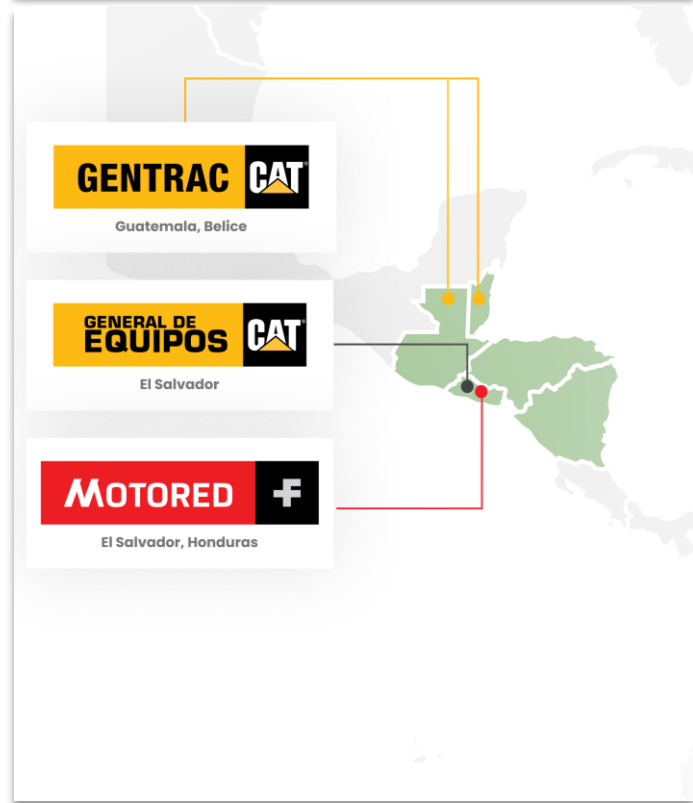 GENTRAC CAT
Guatemala, Belice
GENERAL DE
EQUIPOS CAT
El Salvador
MOTORED
El Salvador, Honduras